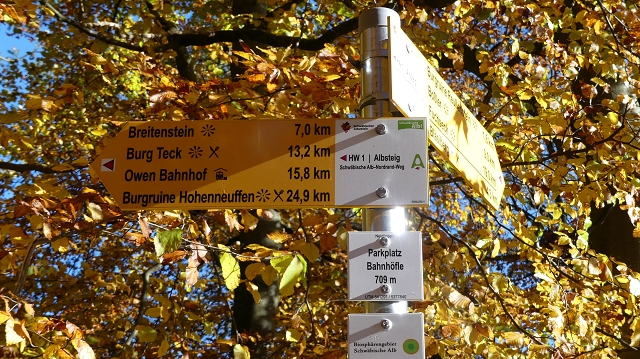 Breitenstein 7,0 km
Burg Teck 13,2 km
Owen Bahnhof 15,8 km
Burgruine Hohenneuffen 24,9 km
HW 1 | Albsteig
Schwäbische Alb-Nordrand-Weg
Parkplatz
Bahnhöfle
709 m
Biosphärengebiet
Schwäbische Alb